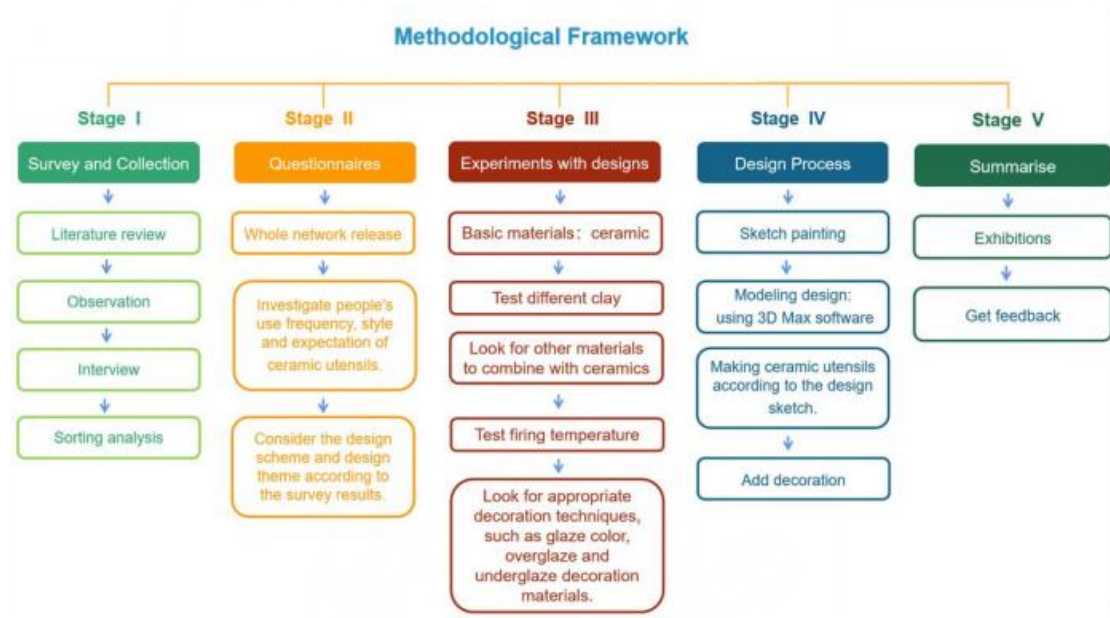 Methodological Framework
Stage I
Survey and Collection
Literature review
Observation
Interview
Sorting analysis
Stage II
Questionnaires
Whole network release
Investigate people's
use frequency, style
and expectation of
ceramic utensils.
Consider the design
scheme and design
theme according to
the survey results.
Stage III
Experiments with designs
Basic materials: ceramic
Test different clay
Look for other materials
to combine with ceramics
Test firing temperature
Look for appropriate
decoration techniques,
such as glaze color,
overglaze and
underglaze decoration
materials.
Stage IV
Design Process
Sketch painting
Modeling design:
using 3D Max software
Making ceramic utensils
according to the design
sketch.
Add decoration
Stage V
Summarise
Exhibitions
Get feedback